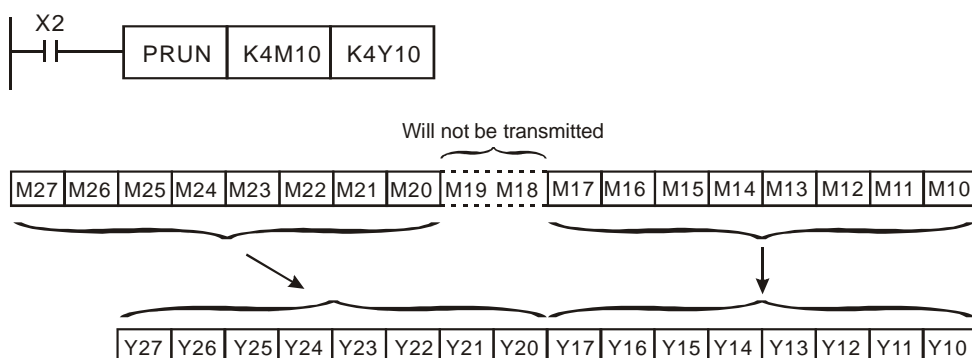 X2
PRUN K4M10 K4Y10
Will not be transmitted
M27 M26 M25 M24 M23 M22 M21 M20 M19 M18 M17 M16 M15 M14 M13 M12 M11 M10
Y27 Y26 Y25 Y24 Y23 Y22 Y21 Y20 Y17 Y16 Y15 Y14 Y13 Y12 Y11 Y10